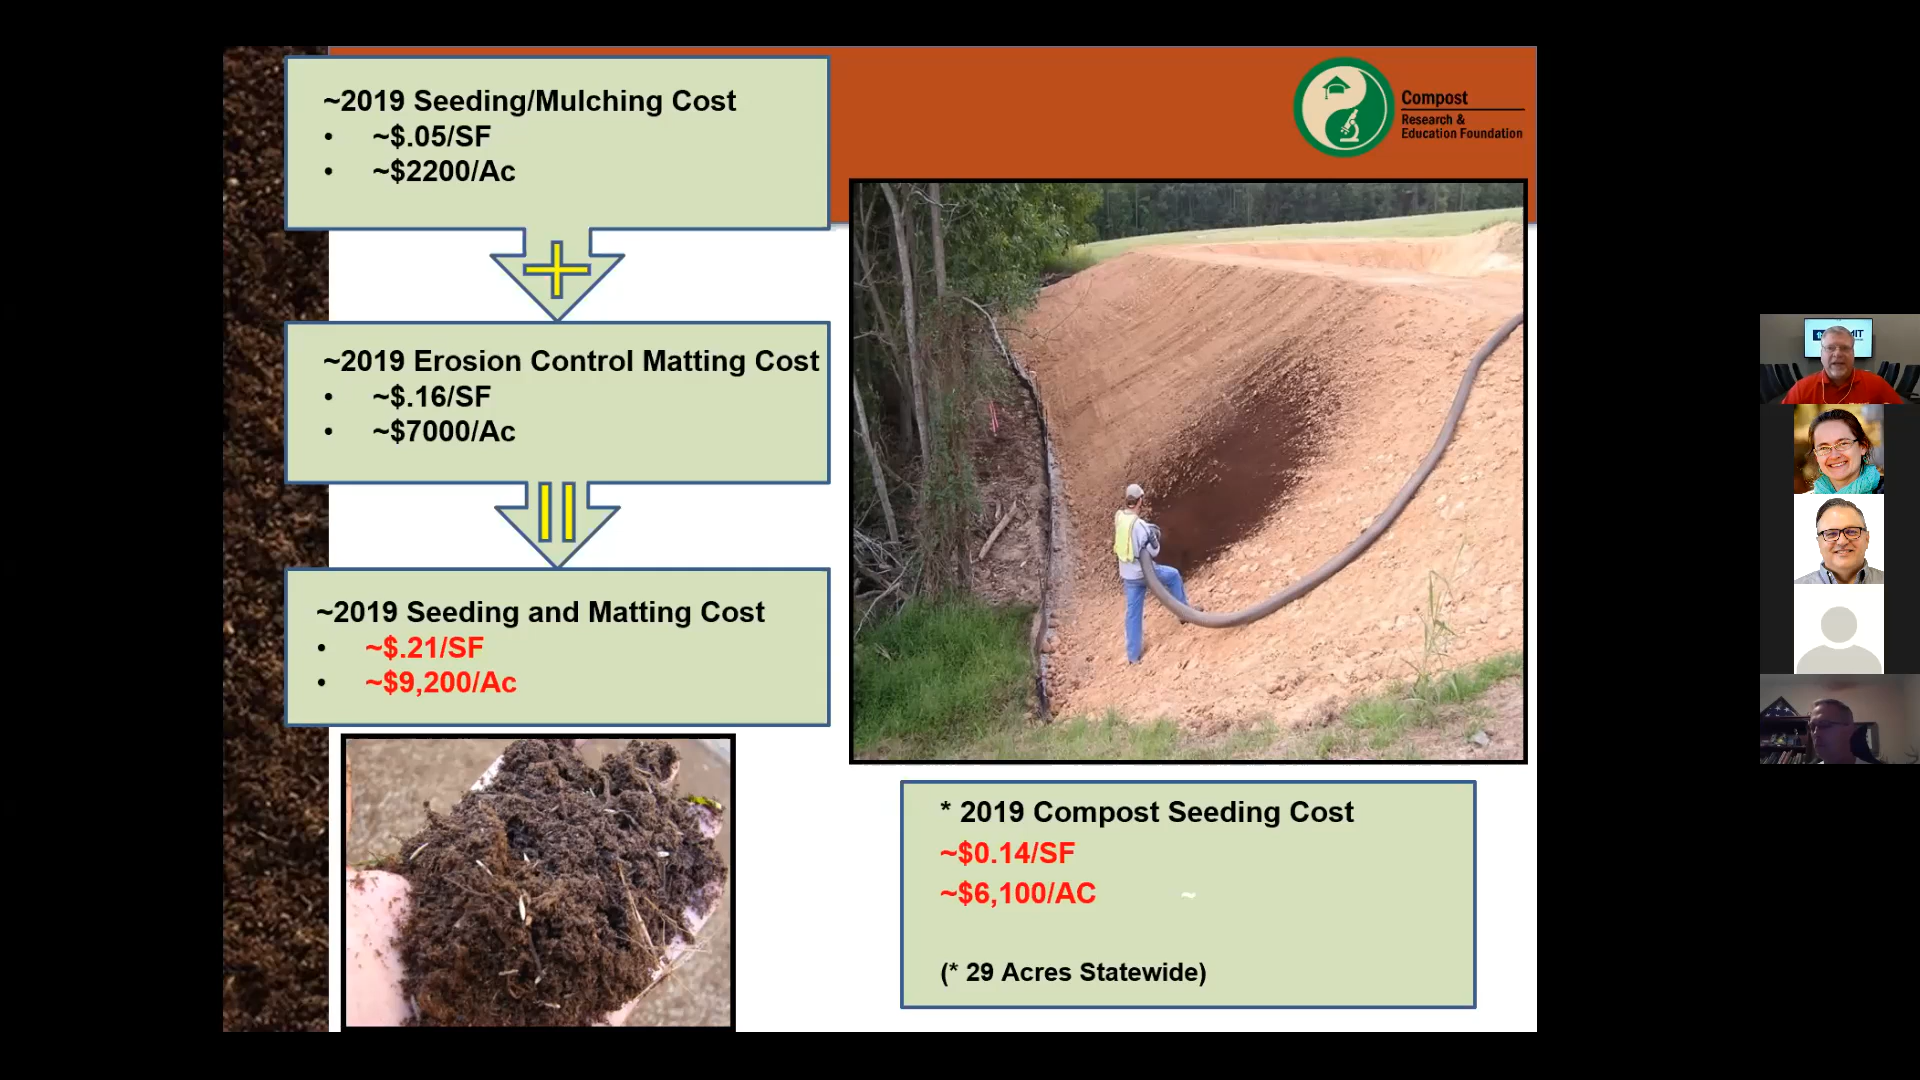 ~2019 Seeding/Mulching Cost
• ~$.05/SF
• ~$2200/Ac
~2019 Erosion Control Matting Cost
• ~$.16/SF
• ~$7000/Ac
~2019 Seeding and Matting Cost
• ~$.21/SF
• ~$9,200/Ac
Compost
Research &
Education Foundation
* 2019 Compost Seeding Cost
~$0.14/SF
~$6,100/AC ~
(* 29 Acres Statewide)